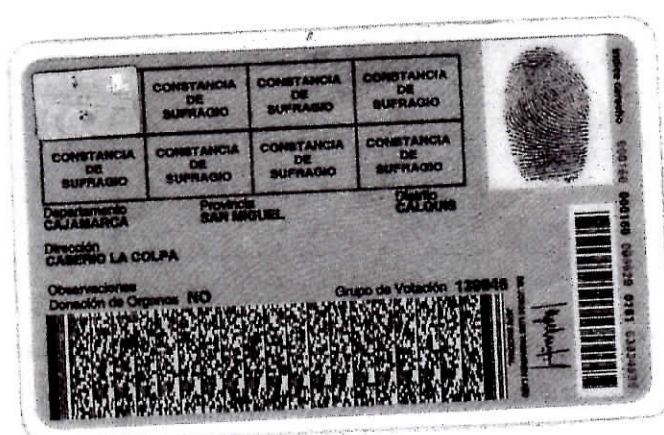 CONSTANCIA DE SUFRAGIO
CONSTANCIA DE SUFRAGIO
CONSTANCIA DE SUFRAGIO
CONSTANCIA DE SUFRAGIO
CONSTANCIA DE SUFRAGIO
CONSTANCIA DE SUFRAGIO
CONSTANCIA DE SUFRAGIO
Departamento Provincia Distrito
CAJAMARCA SAN MIGUEL CALQUIS
Dirección
CASERIO LA COLPA
Observaciones
Donación de Organos NO Grupo de Votación